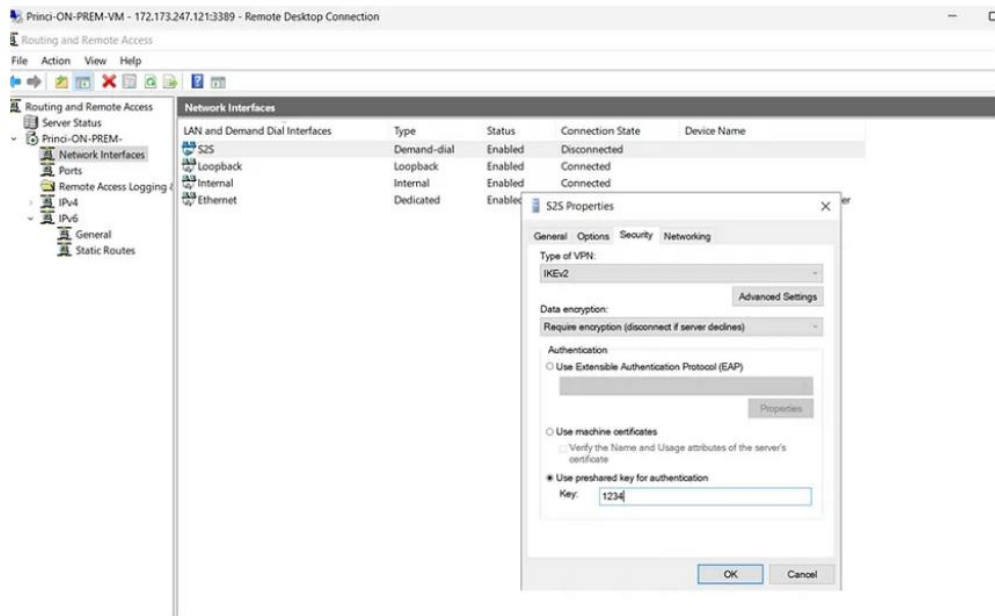 Princi-ON-PREM-VM - 172.173.247.121:3389 - Remote Desktop Connection
Routing and Remote Access
File Action View Help
Routing and Remote Access
Server Status
Princi-ON-PREM-
Network Interfaces
Ports
Remote Access Logging &
IPv4
IPv6
General
Static Routes
Network Interfaces
LAN and Demand Dial Interfaces Type Status Connection State Device Name
S2S Demand-dial Enabled Disconnected
Loopback Loopback Enabled Connected
Internal Internal Enabled Connected
Ethernet Dedicated Enabled er
S2S Properties
General Options Security Networking
Type of VPN:
IKEv2
Advanced Settings
Data encryption:
Require encryption (disconnect if server declines)
Authentication
Use Extensible Authentication Protocol (EAP)
Properties
Use machine certificates
Verify the Name and Usage attributes of the server's
certificate
Use preshared key for authentication
Key: 1234
OK Cancel